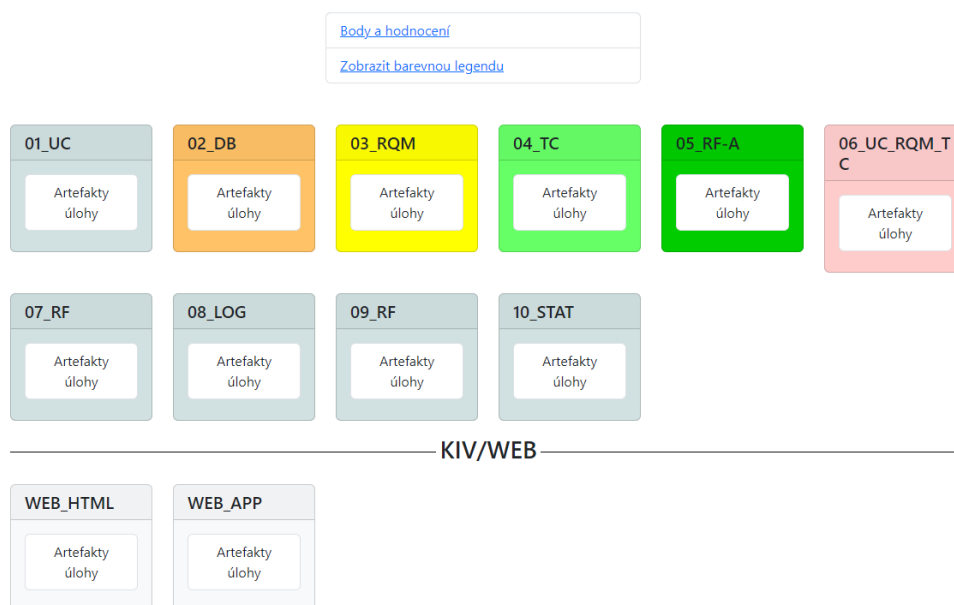 Body a hodnocení
Zobrazit barevnou legendu
01_UC
02_DB
03_RQM
04_TC
05_RF-A
06_UC_RQM_T
C
Artefakty
úlohy
Artefakty
úlohy
Artefakty
úlohy
Artefakty
úlohy
Artefakty
úlohy
Artefakty
úlohy
07_RF
08_LOG
09_RF
10_STAT
Artefakty
úlohy
Artefakty
úlohy
Artefakty
úlohy
Artefakty
úlohy
KIV/WEB
WEB_HTML
WEB_APP
Artefakty
úlohy
Artefakty
úlohy